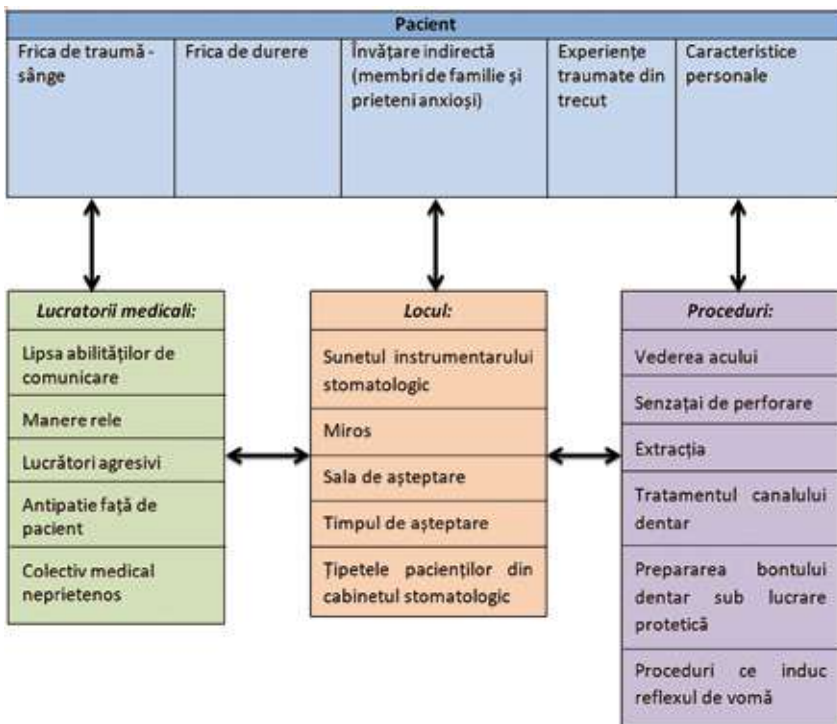 Pacient
Frica de traumă -
sânge
Frica de durere
Învățare indirectă
(membri de familie și
prieteni anxioși)
Experiențe
traumate din
trecut
Caracteristice
personale
Lucratorii medicali:
Lipsa abilităților de
comunicare
Manere rele
Lucrători agresivi
Antipatie față de
pacient
Colectiv medical
neprietenos
Locul:
Sunetul instrumentarului
stomatologic
Miros
Sala de așteptare
Timpul de așteptare
Țipetele pacienților din
cabinetul stomatologic
Proceduri:
Vederea acului
Senzațai de perforare
Extracția
Tratamentul canalului
dentar
Prepararea bontului
dentar sub lucrare
protetică
Proceduri ce induc
reflexul de vomă